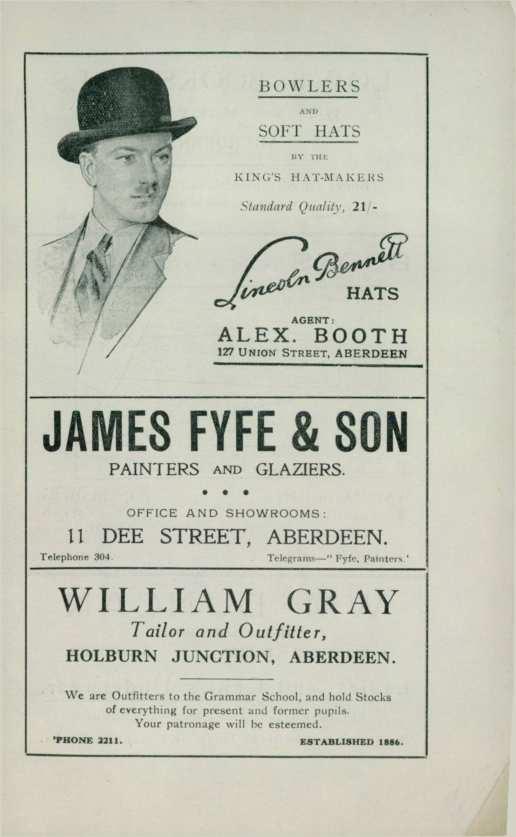 BOWLERS
AND
SOFT HATS
BY THE
KING'S HAT-MAKERS
Standard Quality, 21/-
Lincoln Bennett
HATS
AGENT:
ALEX. BOOTH
127 UNION STREET, ABERDEEN
JAMES FYFE & SON
PAINTERS AND GLAZIERS.
• • •
OFFICE AND SHOWROOMS:
11 DEE STREET, ABERDEEN.
Telephone 304. Telegrams—"Fyfe, Painters.'
WILLIAM GRAY
Tailor and Outfitter,
HOLBURN JUNCTION, ABERDEEN.
We are Outfitters to the Grammar School, and hold Stocks
of everything for present and former pupils.
Your patronage will be esteemed.
'PHONE 2211. ESTABLISHED 1886.